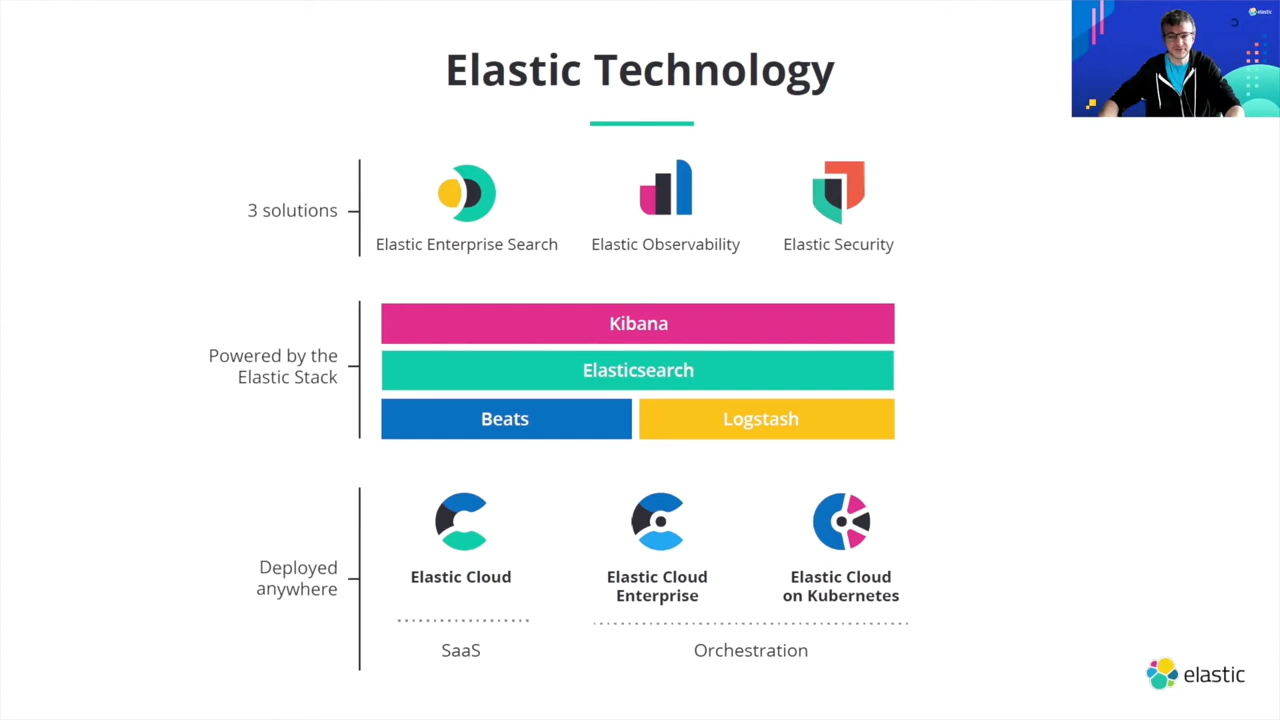 elastic
Elastic Technology
3 solutions
Elastic Enterprise Search
Elastic Observability
Elastic Security
Powered by the
Elastic Stack
Kibana
Elasticsearch
Beats
Logstash
Deployed
anywhere
Elastic Cloud
Elastic Cloud
Enterprise
Elastic Cloud
on Kubernetes
SaaS
Orchestration
elastic